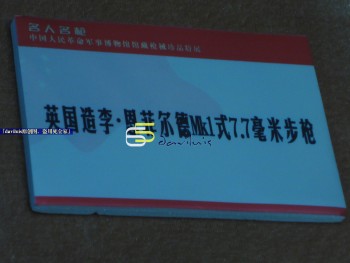 名人名枪
中国人民革命军事博物馆馆藏枪械珍品特展
英国造李·恩菲尔德Mk1式7.7毫米步枪
daviluis